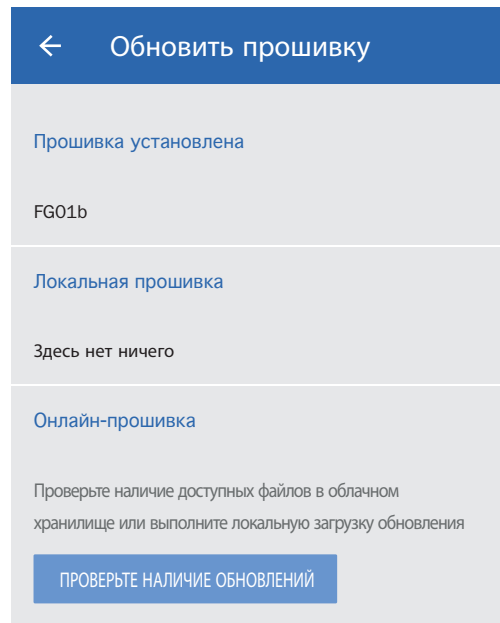 Обновить прошивку
Прошивка установлена
FG01b
Локальная прошивка
Здесь нет ничего
Онлайн-прошивка
Проверьте наличие доступных файлов в облачном
хранилище или выполните локальную загрузку обновления
ПРОВЕРЬТЕ НАЛИЧИЕ ОБНОВЛЕНИЙ